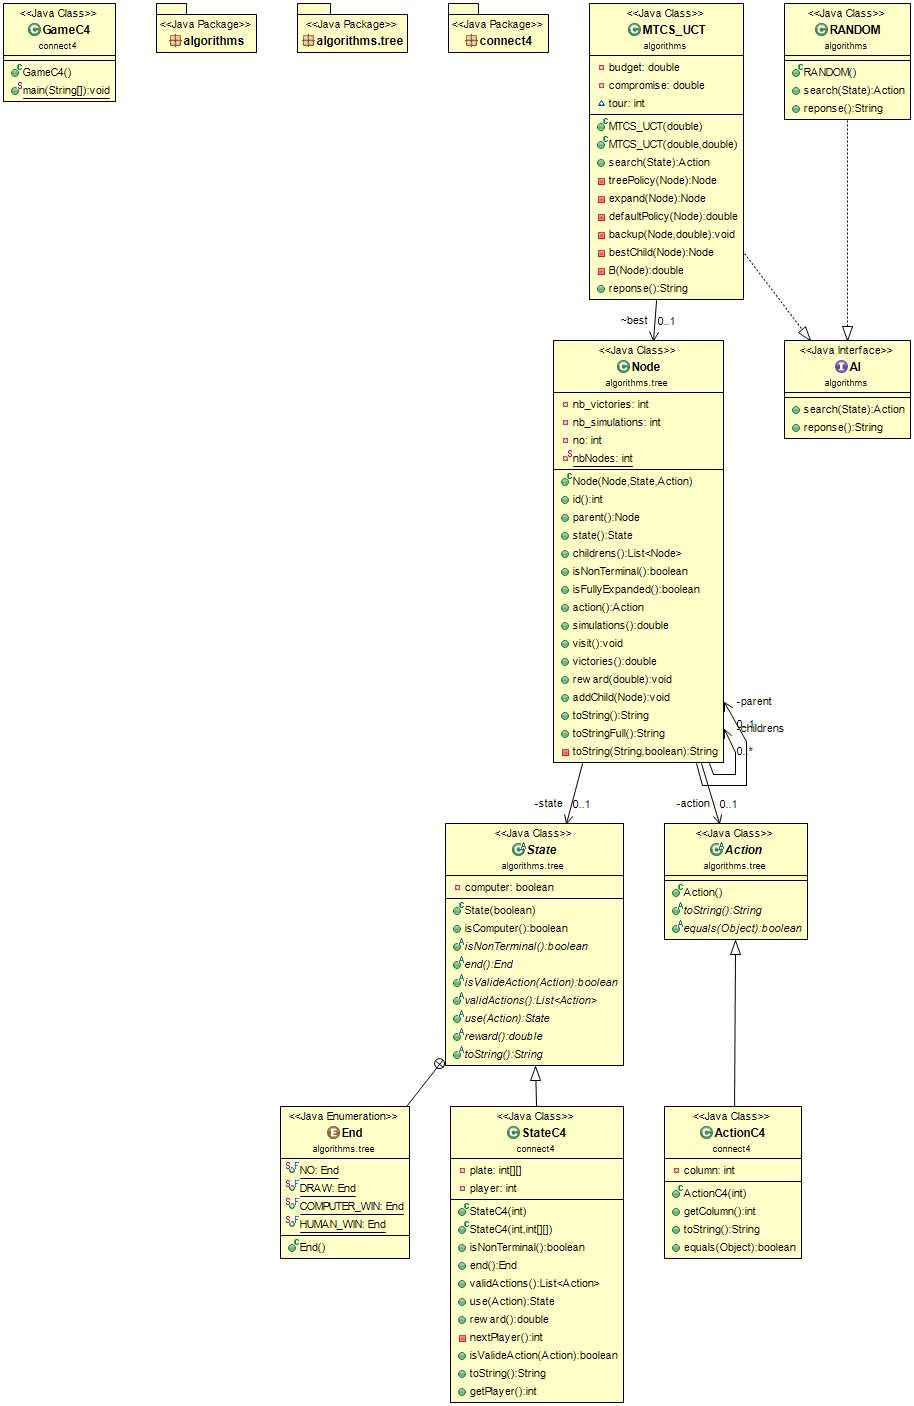 <<Java Class>>
GameC4
connect4
GameC4()
main(String[]):void
<<Java Package>>
algorithms
<<Java Package>>
algorithms.tree
<<Java Package>>
connect4
<<Java Class>>
MTCS_UCT
algorithms
budget: double
compromise: double
tour: int
MTCS_UCT(double)
MTCS_UCT(double,double)
search(State):Action
treePolicy(Node):Node
expand(Node):Node
defaultPolicy(Node):double
backup(Node,double):void
bestChild(Node):Node
B(Node):double
reponse():String
<<Java Class>>
RANDOM
algorithms
RANDOM()
search(State):Action
reponse():String
~best 0..1
<<Java Interface>>
AI
algorithms
search(State):Action
reponse():String
<<Java Class>>
Node
algorithms.tree
nb_victories: int
nb_simulations: int
no: int
nbNodes: int
Node(Node,State,Action)
id():int
parent():Node
state():State
childrens():List<Node>
isNonTerminal():boolean
isFullyExpanded():boolean
action():Action
simulations():double
visit():void
victories():double
reward(double):void
addChild(Node):void
toString():String
toStringFull():String
toString(String,boolean):String
-parent
0..1
-childrens
0..*
-state 0..1
-action 0..1
<<Java Class>>
State
algorithms.tree
computer: boolean
State(boolean)
isComputer():boolean
isNonTerminal():boolean
end():End
isValideAction(Action):boolean
validActions():List<Action>
use(Action):State
reward():double
toString():String
<<Java Class>>
Action
algorithms.tree
Action()
toString():String
equals(Object):boolean
<<Java Enumeration>>
End
algorithms.tree
NO: End
DRAW: End
COMPUTER_WIN: End
HUMAN_WIN: End
End()
<<Java Class>>
StateC4
connect4
plate: int[][]
player: int
StateC4(int)
StateC4(int,int[][])
isNonTerminal():boolean
end():End
validActions():List<Action>
use(Action):State
reward():double
nextPlayer():int
isValideAction(Action):boolean
toString():String
getPlayer():int
<<Java Class>>
ActionC4
connect4
column: int
ActionC4(int)
getColumn():int
toString():String
equals(Object):boolean